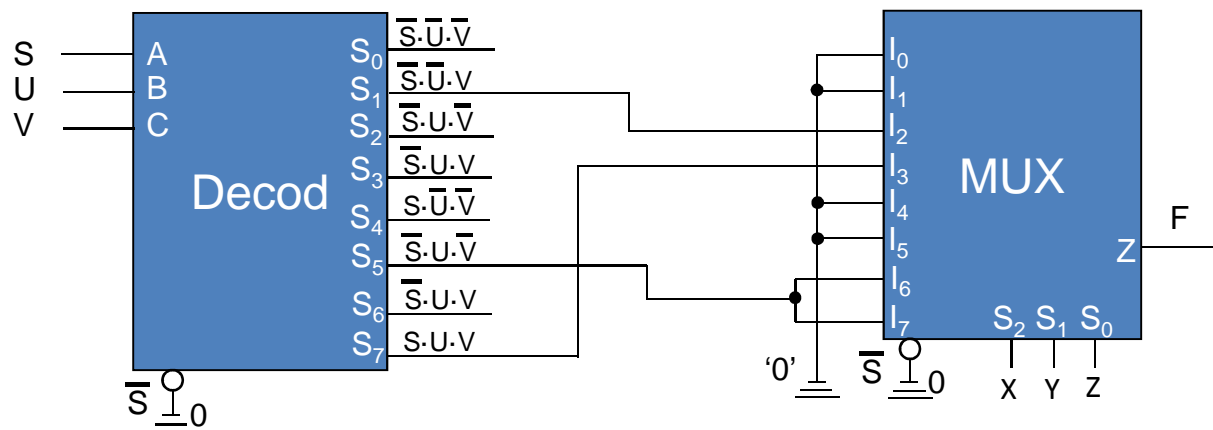 S
U
V
A
B
C
Decod
S₀
S₁
S₂
S₃
S₄
S₅
S₆
S₇
S̅·U̅·V̅
S̅·U̅·V
S̅·U·V̅
S̅·U·V
S·U̅·V̅
S̅·U·V̅
S̅·U·V
S·U·V
S̅
0
'0'
I₀
I₁
I₂
I₃
I₄
I₅
I₆
I₇
MUX
Z
F
S₂ S₁ S₀
S̅
0
X Y Z